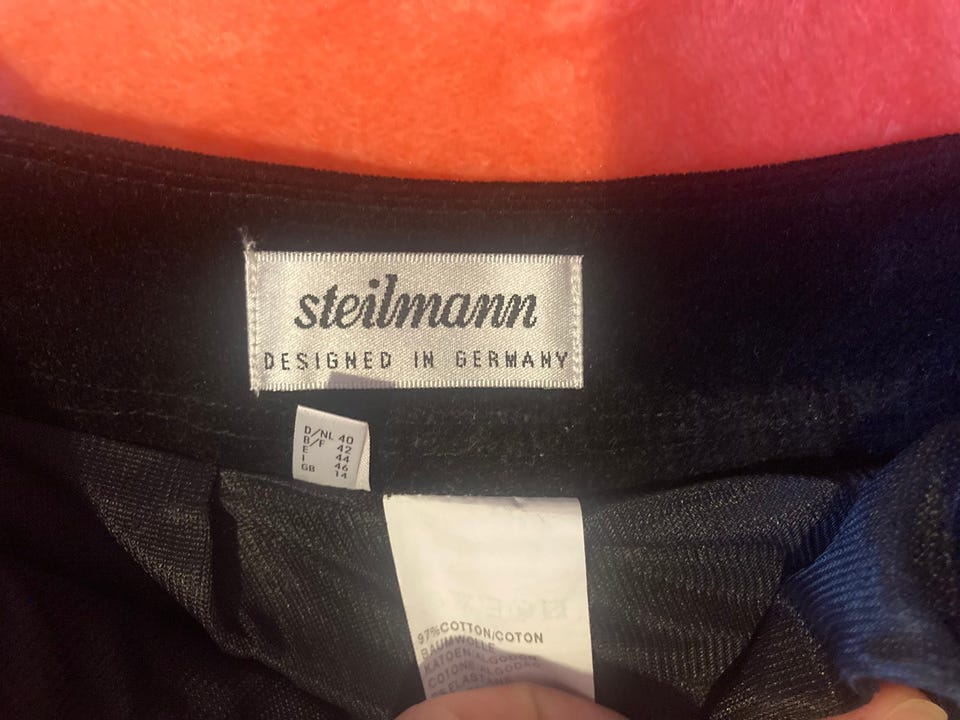 steilmann
DESIGNED IN GERMANY
D/NL 40
B/F 42
E 44
I 46
GB 14
97%COTTON/COTON
BAUMWOLLE
KATOEN ALGODON
COTONE ALGODAO
ELASTANE